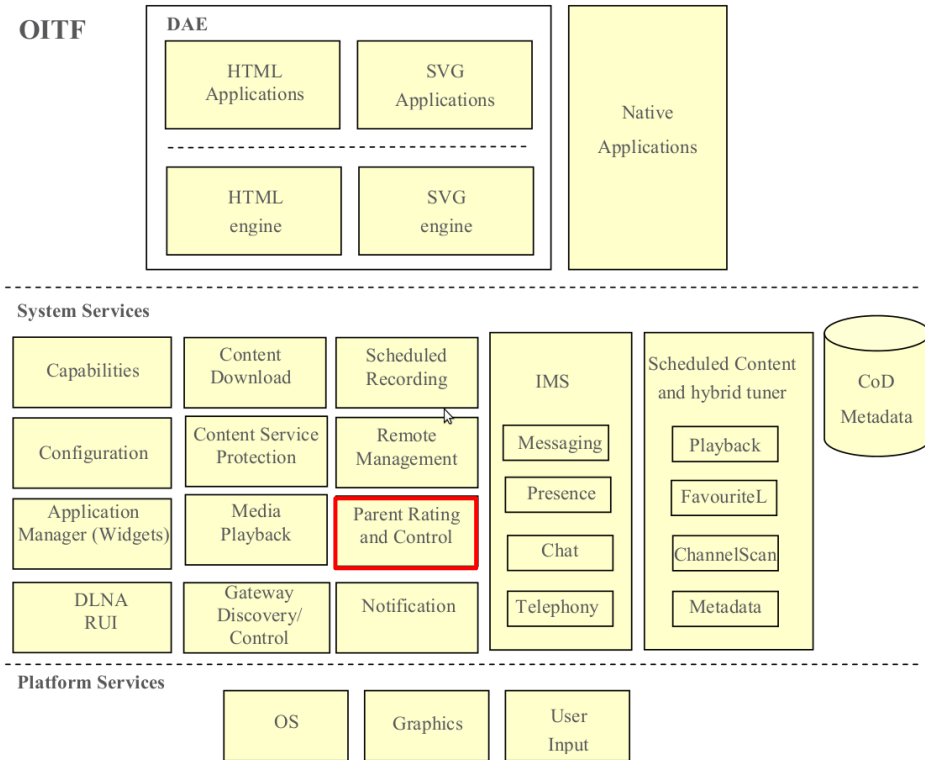 OITF
DAE
HTML
Applications
SVG
Applications
Native
Applications
HTML
engine
SVG
engine
System Services
Capabilities
Content
Download
Scheduled
Recording
IMS
Scheduled Content
and hybrid tuner
CoD
Metadata
Configuration
Content Service
Protection
Remote
Management
Messaging
Playback
Application
Manager (Widgets)
Media
Playback
Parent Rating
and Control
Presence
FavouriteL
Chat
ChannelScan
DLNA
RUI
Gateway
Discovery/
Control
Notification
Telephony
Metadata
Platform Services
OS
Graphics
User
Input